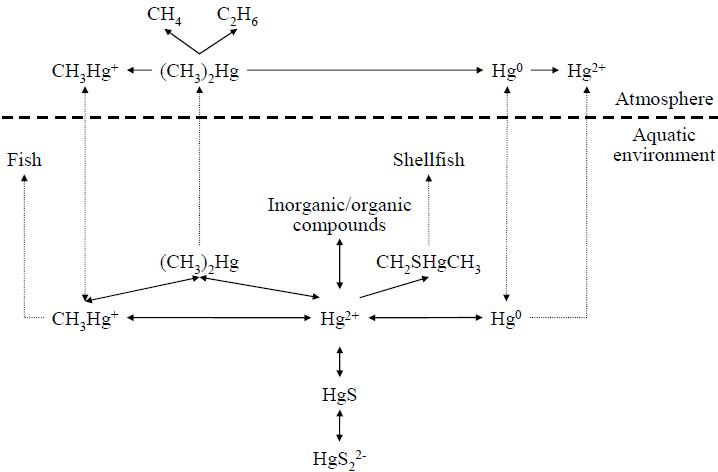 CH₄ C₂H₆
CH₃Hg⁺ (CH₃)₂Hg Hg⁰ Hg²⁺
Atmosphere
Aquatic
environment
Fish Shellfish
Inorganic/organic
compounds
(CH₃)₂Hg CH₂SHgCH₃
CH₃Hg⁺ Hg²⁺ Hg⁰
HgS
HgS₂²⁻